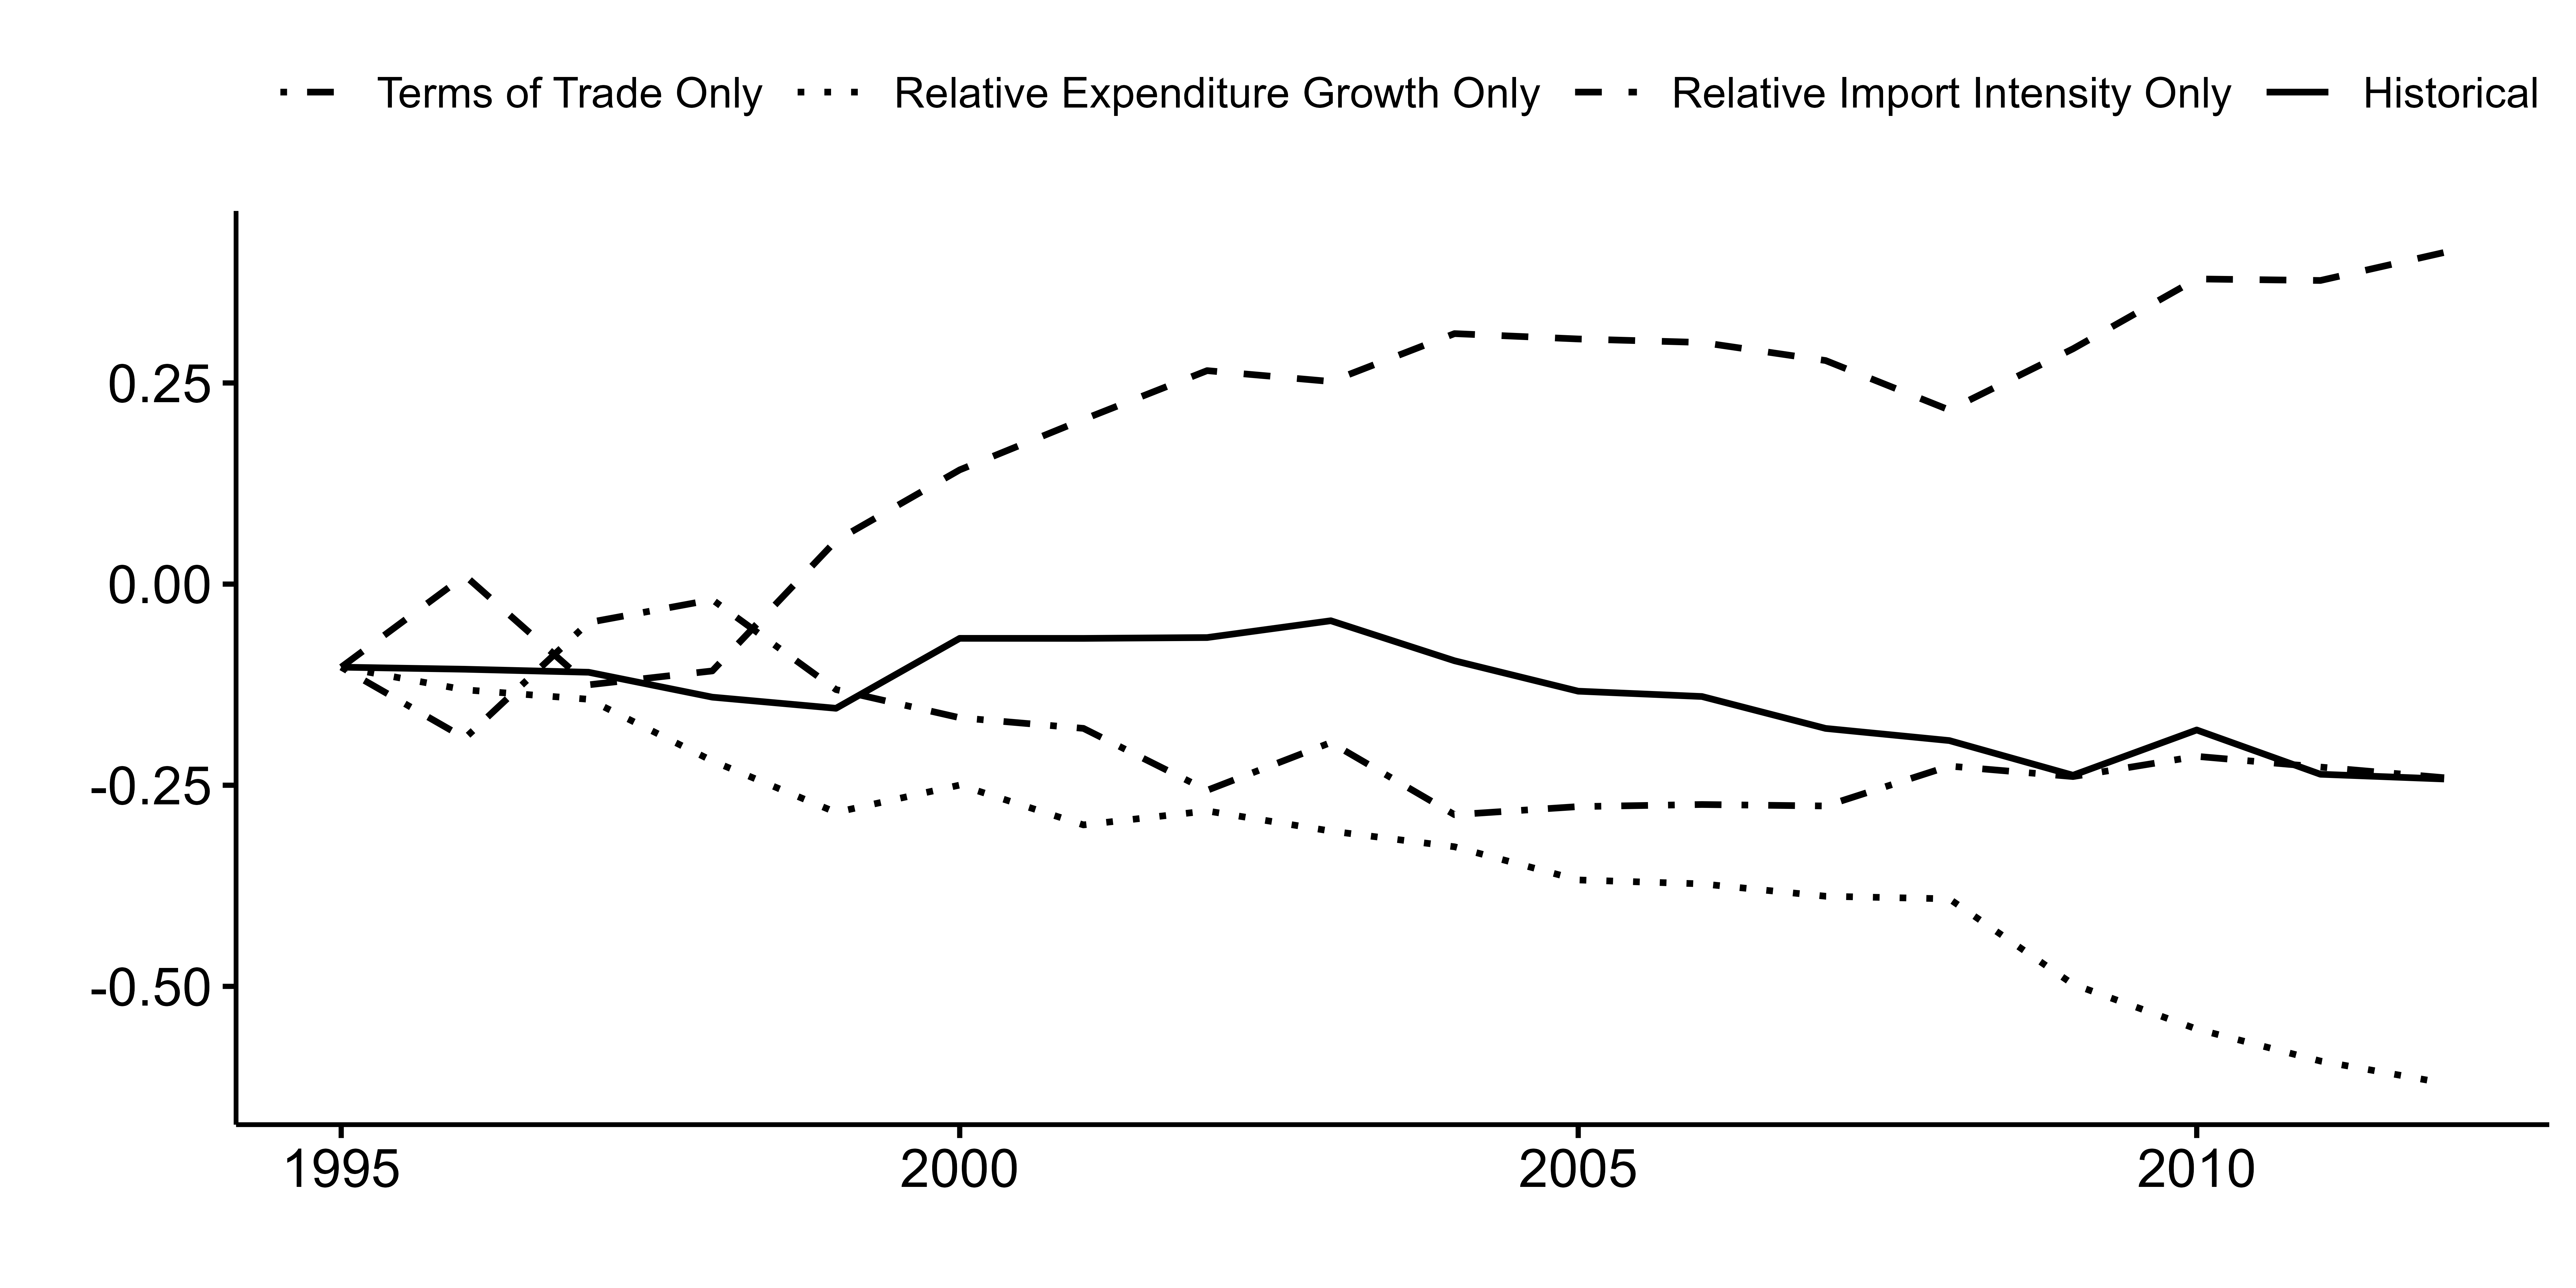 Terms of Trade Only Relative Expenditure Growth Only Relative Import Intensity Only Historical
0.25
0.00
-0.25
-0.50
1995 2000 2005 2010